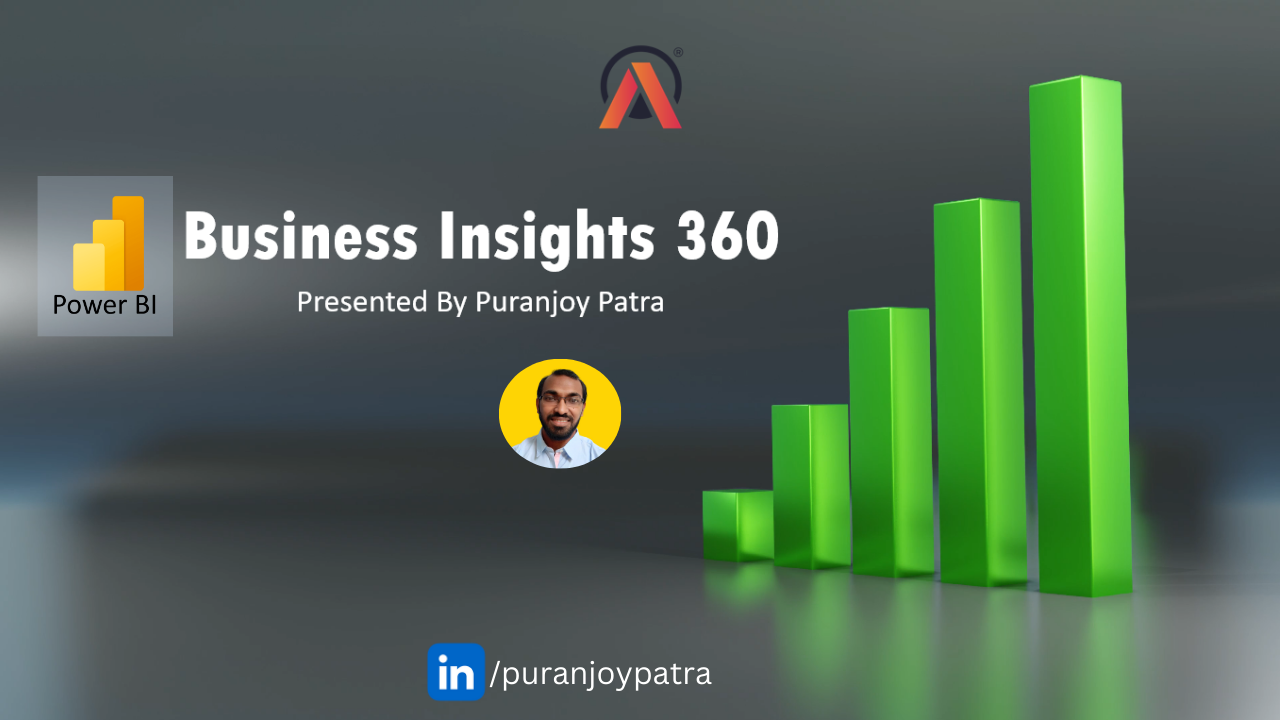 ®
Business Insights 360
Power BI
Presented By Puranjoy Patra
in
/puranjoypatra